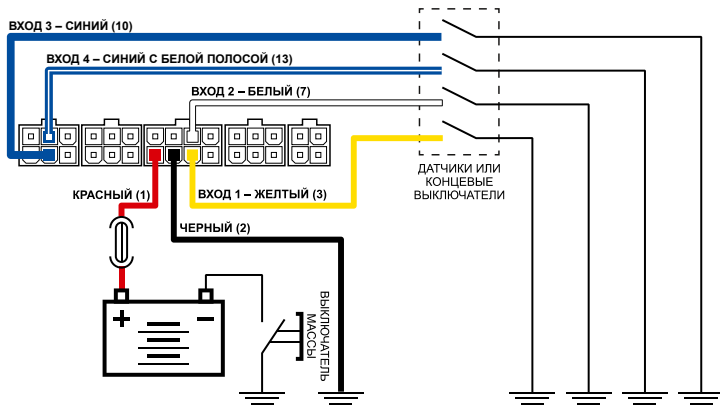 ВХОД 3 – СИНИЙ (10)
ВХОД 4 – СИНИЙ С БЕЛОЙ ПОЛОСОЙ (13)
ВХОД 2 – БЕЛЫЙ (7)
ДАТЧИКИ ИЛИ
КОНЦЕВЫЕ
ВЫКЛЮЧАТЕЛИ
КРАСНЫЙ (1)
ВХОД 1 – ЖЕЛТЫЙ (3)
ЧЕРНЫЙ (2)
+
–
ВЫКЛЮЧАТЕЛЬ
МАССЫ